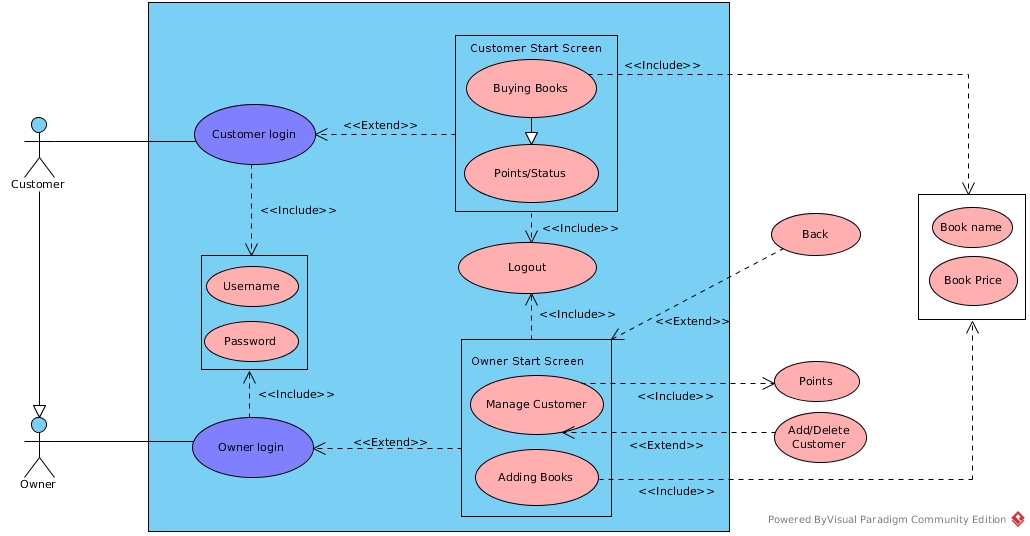 Customer Start Screen
<<Include>>
Buying Books
<<Extend>>
Customer login
Points/Status
Customer
<<Include>>
<<Include>>
Book name
Back
Logout
Book Price
Username
<<Include>>
<<Extend>>
Password
Owner Start Screen
Points
<<Include>>
<<Include>>
Manage Customer
Add/Delete
Customer
<<Extend>>
<<Extend>>
Owner login
Adding Books
Owner
<<Include>>
Powered ByVisual Paradigm Community Edition